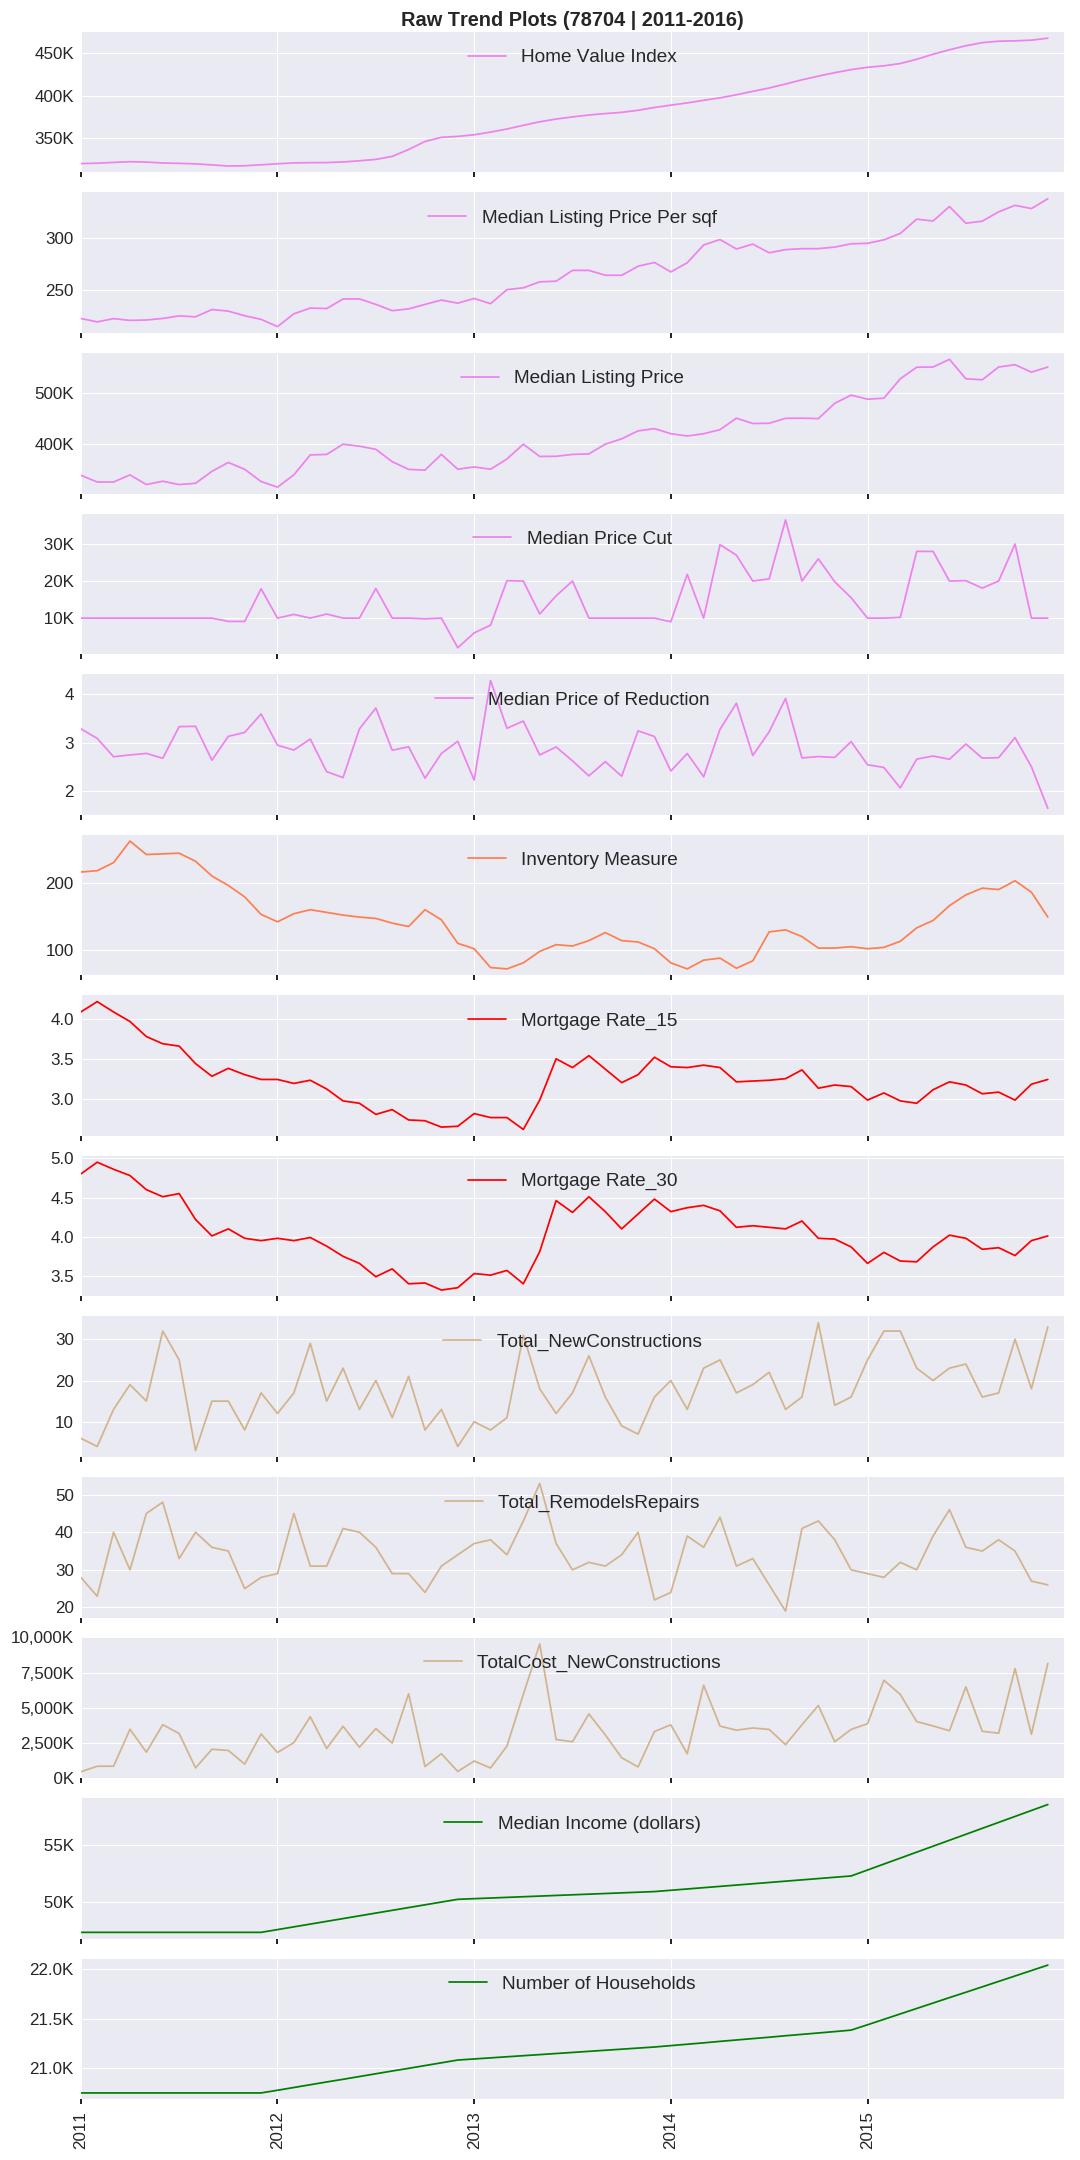 Raw Trend Plots (78704 | 2011-2016)
Home Value Index
450K
400K
350K
Median Listing Price Per sqf
300
250
Median Listing Price
500K
400K
Median Price Cut
30K
20K
10K
Median Price of Reduction
4
3
2
Inventory Measure
200
100
Mortgage Rate_15
4.0
3.5
3.0
Mortgage Rate_30
5.0
4.5
4.0
3.5
Total_NewConstructions
30
20
10
Total_RemodelsRepairs
50
40
30
20
TotalCost_NewConstructions
10,000K
7,500K
5,000K
2,500K
0K
Median Income (dollars)
55K
50K
Number of Households
22.0K
21.5K
21.0K
2011
2012
2013
2014
2015